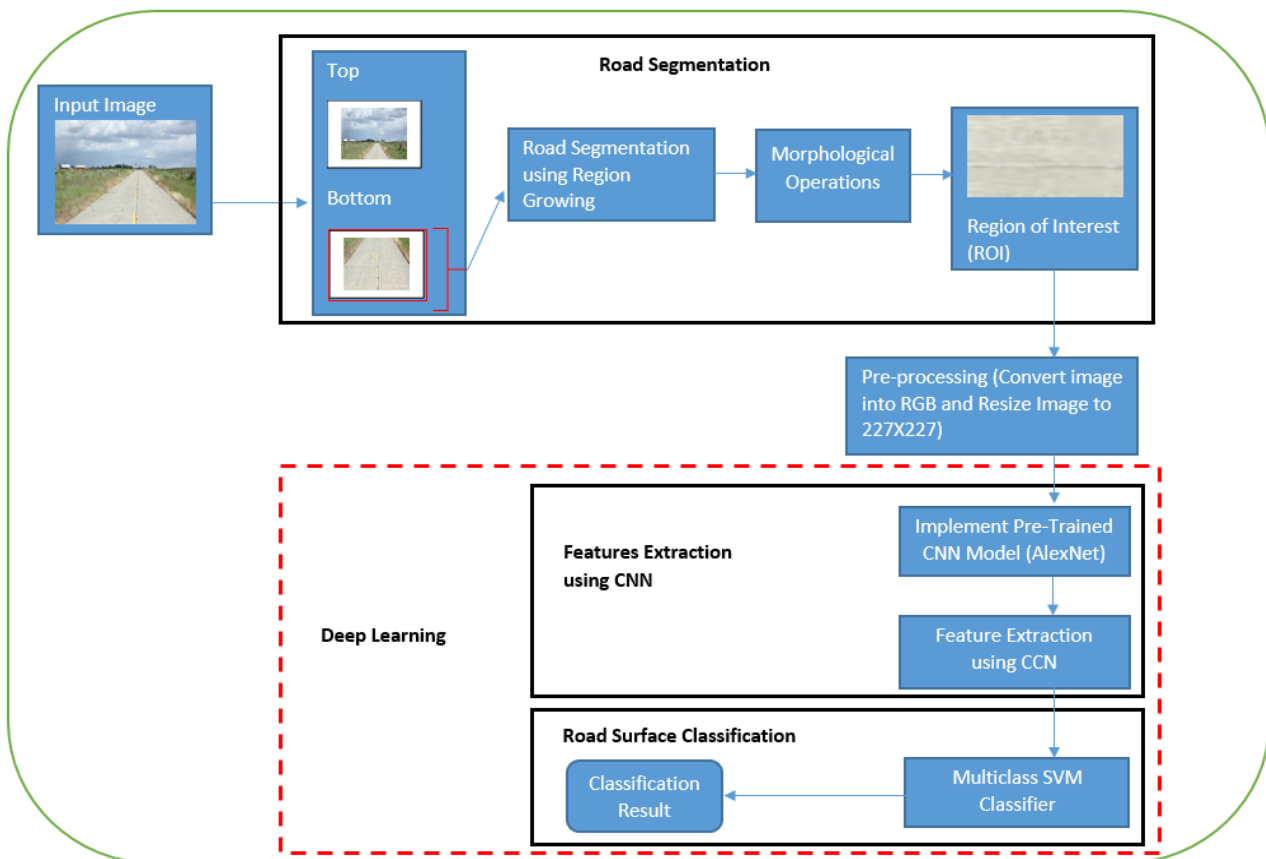 Road Segmentation
Input Image
Top
Bottom
Road Segmentation
using Region
Growing
Morphological
Operations
Region of Interest
(ROI)
Pre-processing (Convert image
into RGB and Resize Image to
227X227)
Deep Learning
Features Extraction
using CNN
Implement Pre-Trained
CNN Model (AlexNet)
Feature Extraction
using CCN
Road Surface Classification
Multiclass SVM
Classifier
Classification
Result